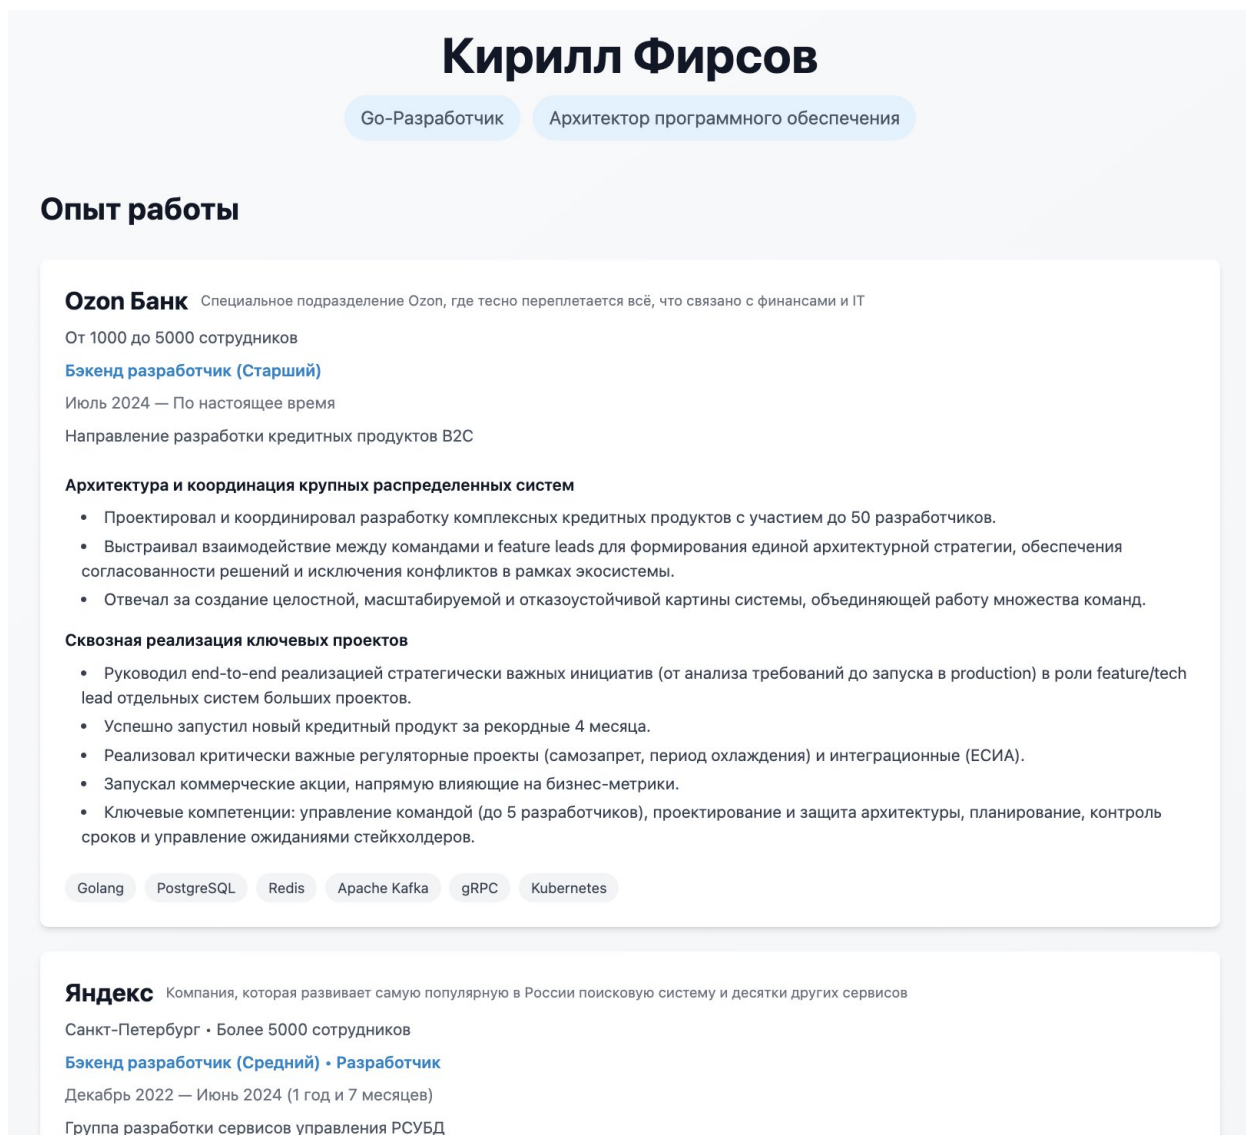 Кирилл Фирсов
Go-Разработчик
Архитектор программного обеспечения
Опыт работы
Ozon Банк Специальное подразделение Ozon, где тесно переплетается всё, что связано с финансами и IT
От 1000 до 5000 сотрудников
Бэкенд разработчик (Старший)
Июль 2024 — По настоящее время
Направление разработки кредитных продуктов B2C
Архитектура и координация крупных распределенных систем
• Проектировал и координировал разработку комплексных кредитных продуктов с участием до 50 разработчиков.
• Выстраивал взаимодействие между командами и feature leads для формирования единой архитектурной стратегии, обеспечения
согласованности решений и исключения конфликтов в рамках экосистемы.
• Отвечал за создание целостной, масштабируемой и отказоустойчивой картины системы, объединяющей работу множества команд.
Сквозная реализация ключевых проектов
• Руководил end-to-end реализацией стратегически важных инициатив (от анализа требований до запуска в production) в роли feature/tech
lead отдельных систем больших проектов.
• Успешно запустил новый кредитный продукт за рекордные 4 месяца.
• Реализовал критически важные регуляторные проекты (самозапрет, период охлаждения) и интеграционные (ЕСИА).
• Запускал коммерческие акции, напрямую влияющие на бизнес-метрики.
• Ключевые компетенции: управление командой (до 5 разработчиков), проектирование и защита архитектуры, планирование, контроль
сроков и управление ожиданиями стейкхолдеров.
Golang PostgreSQL Redis Apache Kafka gRPC Kubernetes
Яндекс Компания, которая развивает самую популярную в России поисковую систему и десятки других сервисов
Санкт-Петербург • Более 5000 сотрудников
Бэкенд разработчик (Средний) • Разработчик
Декабрь 2022 — Июнь 2024 (1 год и 7 месяцев)
Группа разработки сервисов управления РСУБД